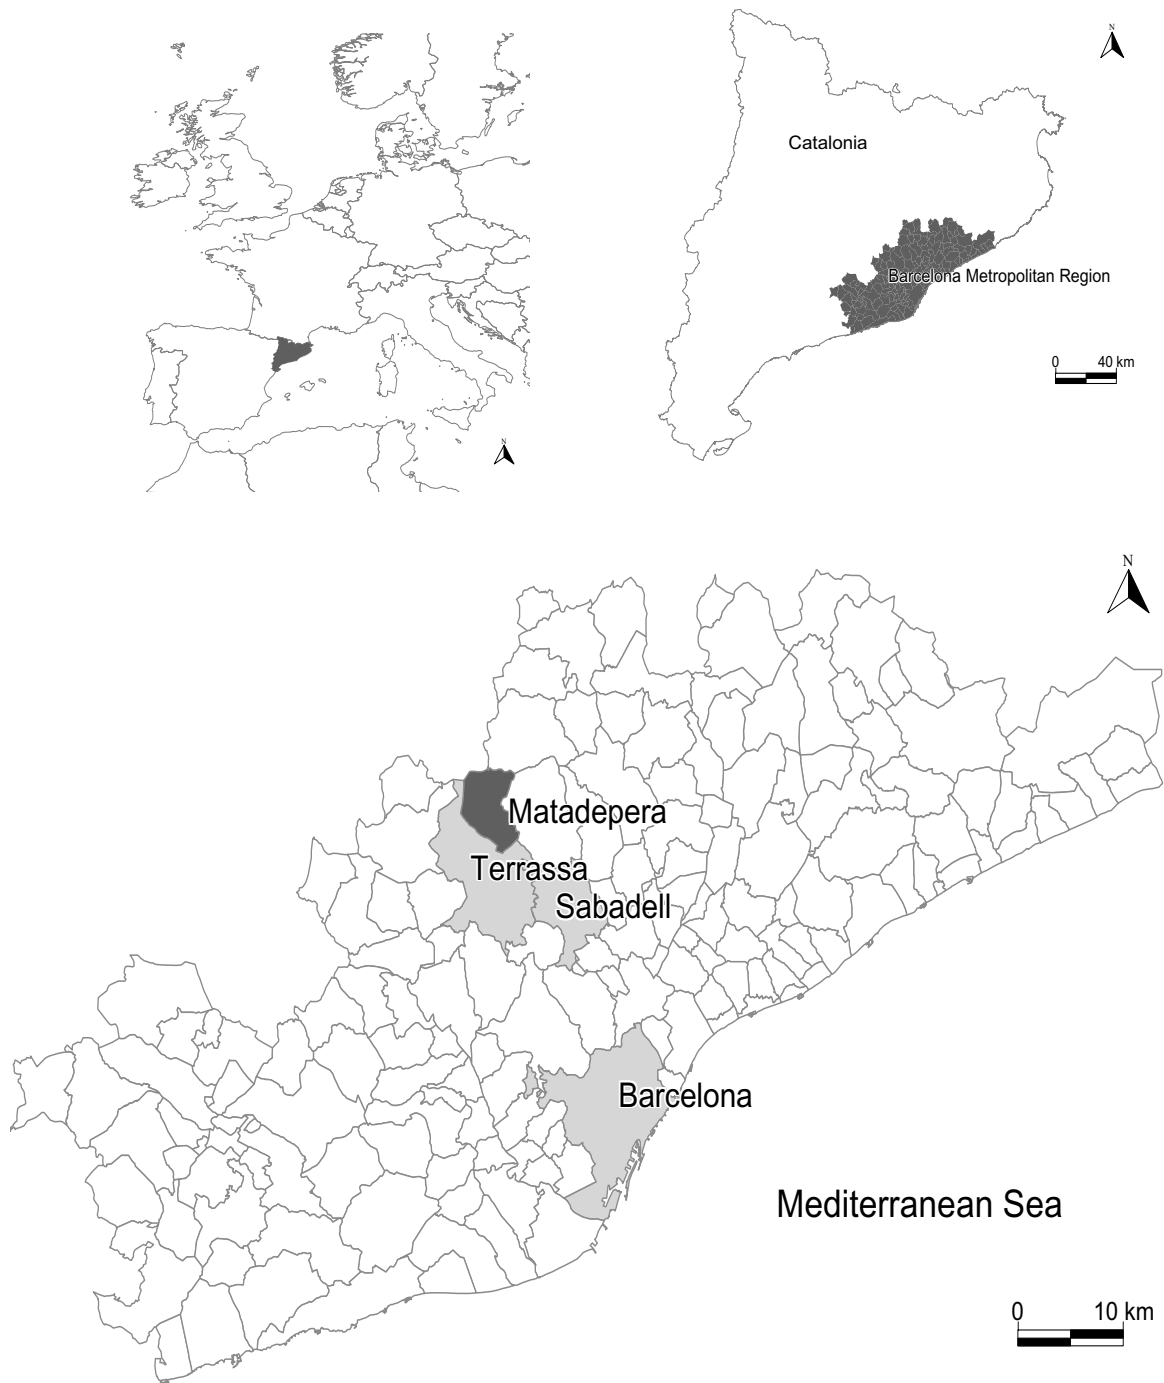 N
Catalonia
Barcelona Metropolitan Region
0 40 km
N
N
Matadepera
Terrassa
Sabadell
Barcelona
Mediterranean Sea
0 10 km